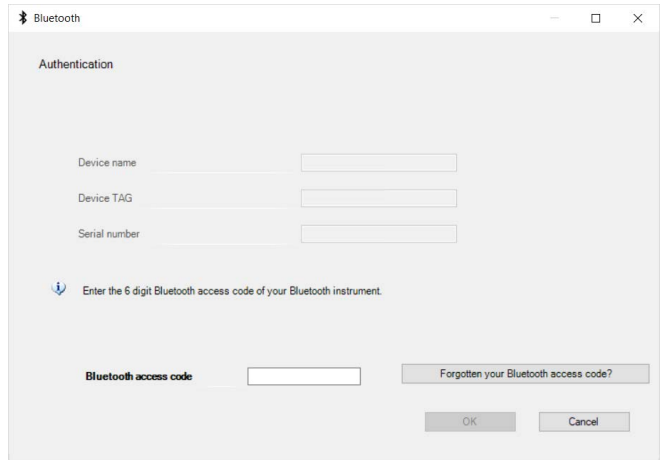 Bluetooth
Authentication
Device name
Device TAG
Serial number
Enter the 6 digit Bluetooth access code of your Bluetooth instrument.
Bluetooth access code
Forgotten your Bluetooth access code?
OK
Cancel